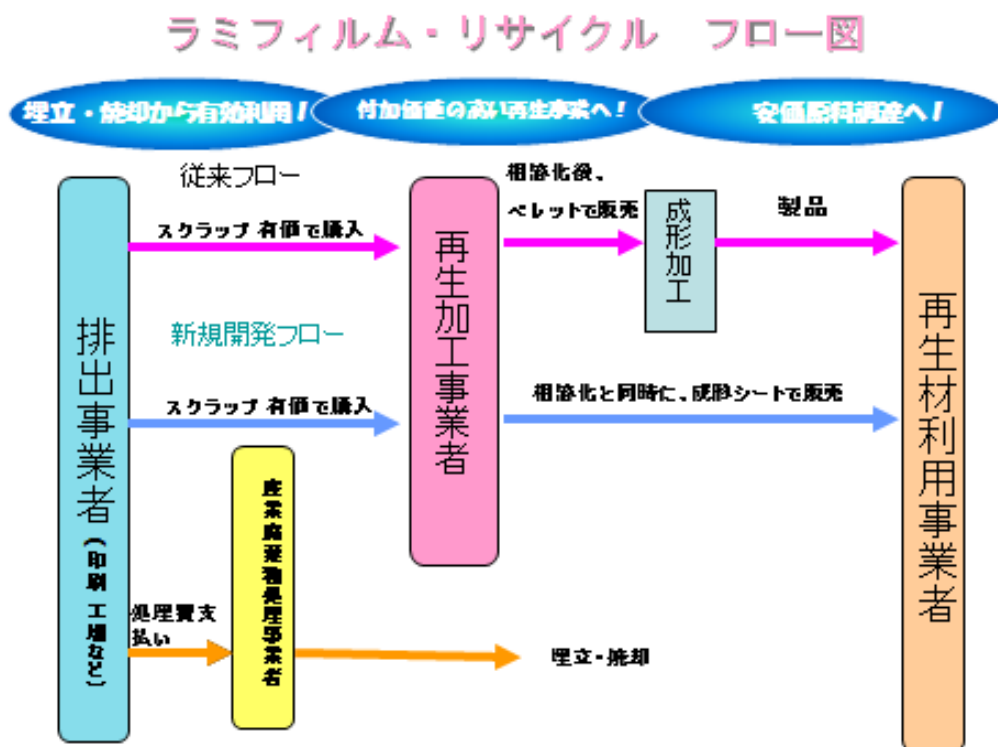 ラミフィルム・リサイクル　フロー図
埋立・焼却から有効利用！
付加価値の高い再生事業へ！
安価原料調達へ！
従来フロー
スクラップ 有価で購入
相溶化後、
ペレットで販売
成形加工
製品
新規開発フロー
スクラップ 有価で購入
相溶化と同時に、成形シートで販売
排出事業者（印刷 工場など）
再生加工事業者
再生材利用事業者
産業廃棄物処理事業者
処理費支
払い
埋立・焼却